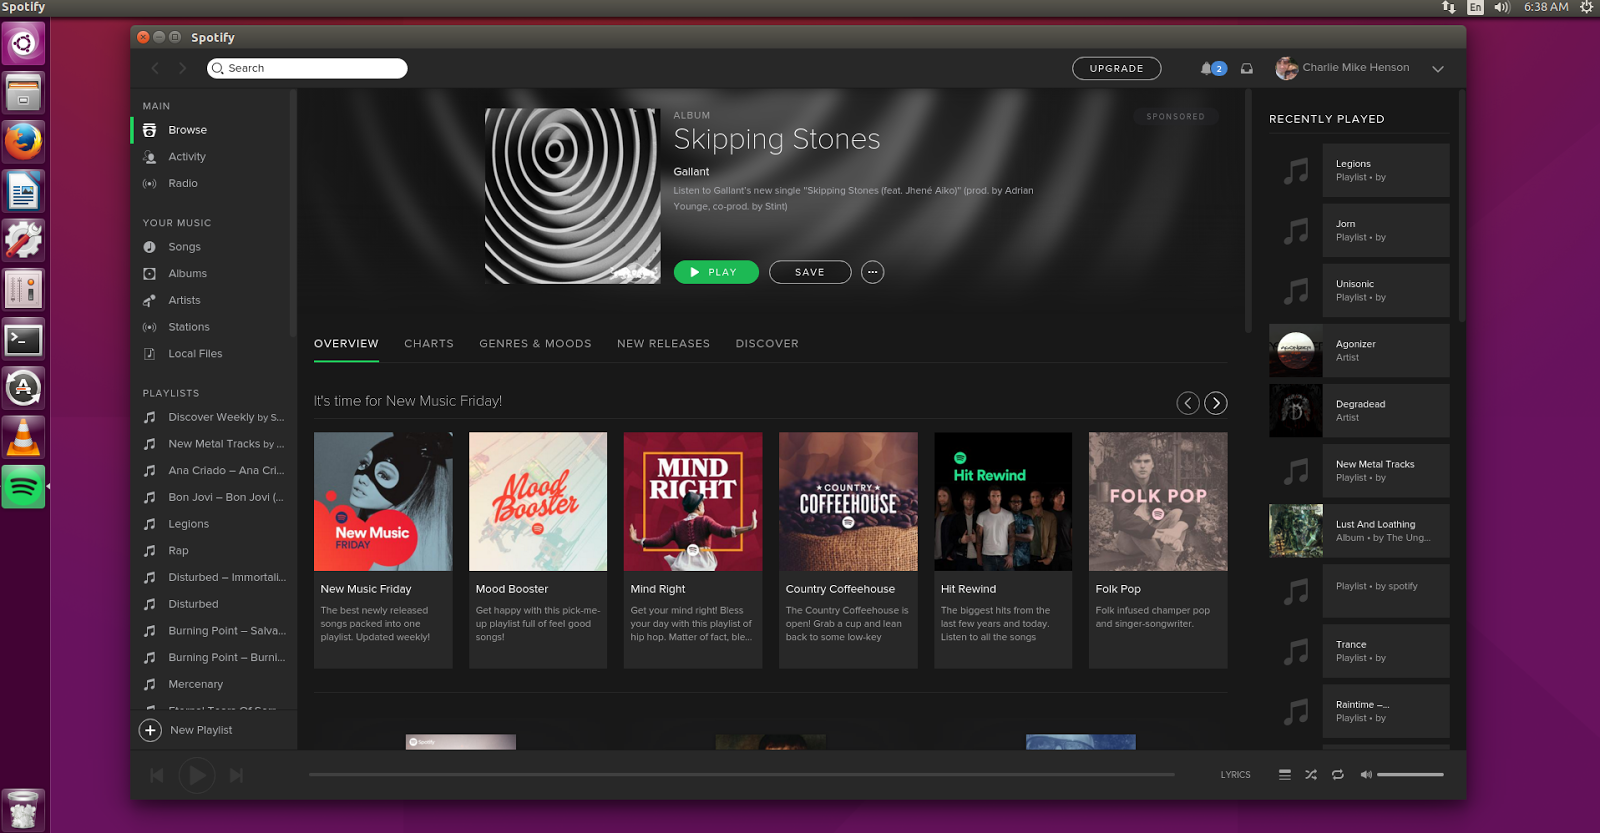 Spotify
En
6:38 AM
Spotify
Search
UPGRADE
2
Charlie Mike Henson
MAIN
Browse
Activity
Radio
YOUR MUSIC
Songs
Albums
Artists
Stations
Local Files
PLAYLISTS
Discover Weekly by S...
New Metal Tracks by ...
Ana Criado – Ana Cri...
Bon Jovi – Bon Jovi (...
Legions
Rap
Disturbed – Immortali...
Disturbed
Burning Point – Salva...
Burning Point – Burni...
Mercenary
New Playlist
ALBUM
Skipping Stones
SPONSORED
Gallant
Listen to Gallant's new single "Skipping Stones (feat. Jhené Aiko)" (prod. by Adrian
Younge, co-prod. by Stint)
PLAY
SAVE
OVERVIEW
CHARTS
GENRES & MOODS
NEW RELEASES
DISCOVER
It's time for New Music Friday!
New Music
FRIDAY
New Music Friday
The best newly released
songs packed into one
playlist. Updated weekly!
Mood
Booster
Mood Booster
Get happy with this pick-me-
up playlist full of feel good
songs!
MIND
RIGHT
Mind Right
Get your mind right! Bless
your day with this playlist of
hip hop. Matter of fact, ble...
COUNTRY
COFFEEHOUSE
Country Coffeehouse
The Country Coffeehouse is
open! Grab a cup and lean
back to some low-key
Hit Rewind
Hit Rewind
The biggest hits from the
last few years and today.
Listen to all the songs
FOLK POP
Folk Pop
Folk infused champer pop
and singer-songwriter.
Spotify
RECENTLY PLAYED
Legions
Playlist • by
Jorn
Playlist • by
Unisonic
Playlist • by
Agonizer
Artist
Degradead
Artist
New Metal Tracks
Playlist • by
Lust And Loathing
Album • by The Ung...
Playlist • by spotify
Trance
Playlist • by
Raintime –...
Playlist • by
LYRICS